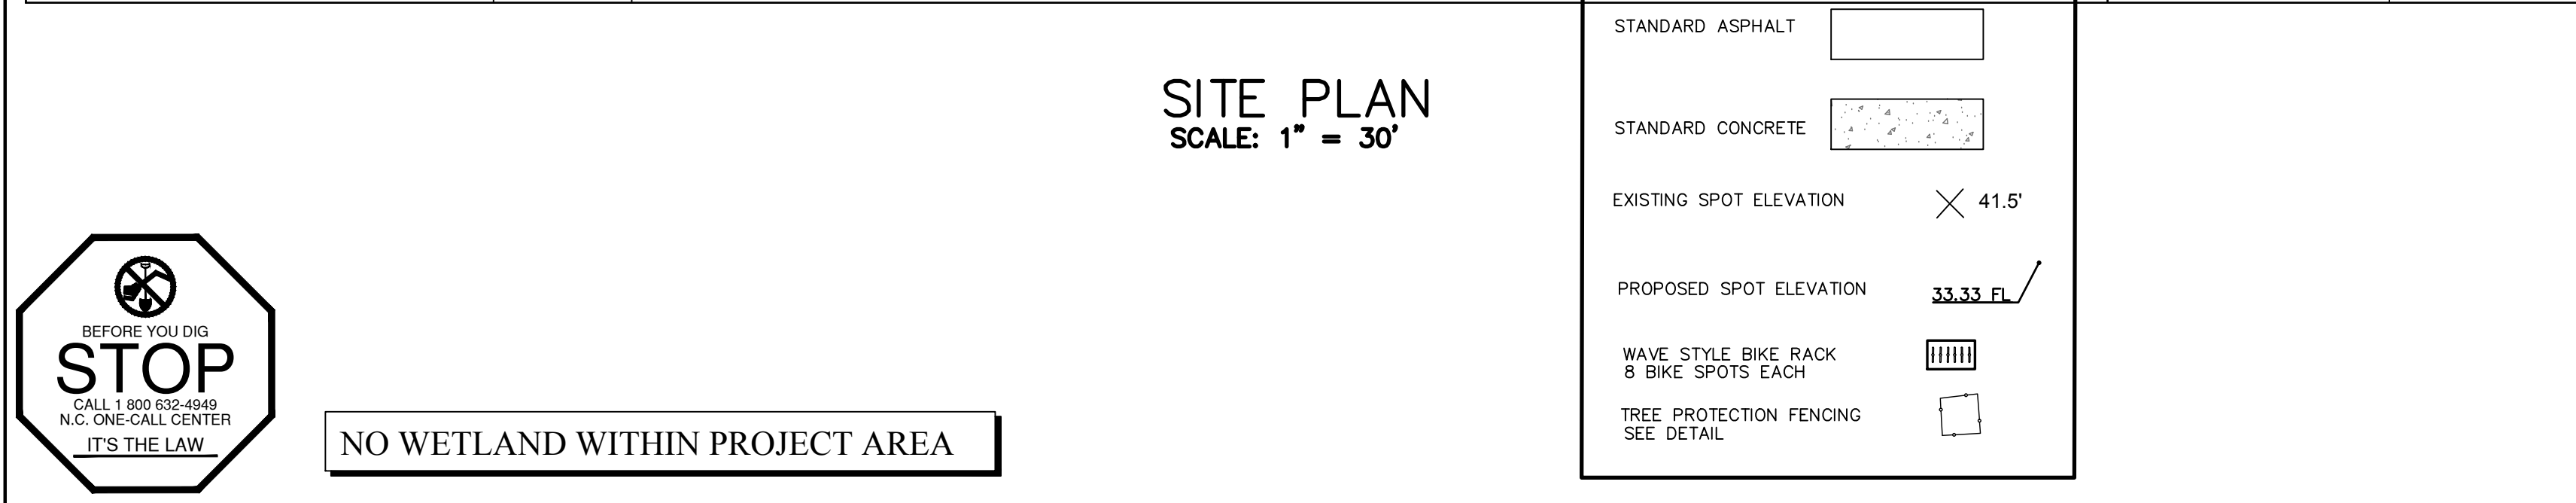 SITE PLAN
SCALE: 1" = 30'
STANDARD ASPHALT
STANDARD CONCRETE
EXISTING SPOT ELEVATION 41.5'
PROPOSED SPOT ELEVATION 33.33 FL
WAVE STYLE BIKE RACK
8 BIKE SPOTS EACH
TREE PROTECTION FENCING
SEE DETAIL
BEFORE YOU DIG
STOP
CALL 1 800 632-4949
N.C. ONE-CALL CENTER
IT'S THE LAW
NO WETLAND WITHIN PROJECT AREA